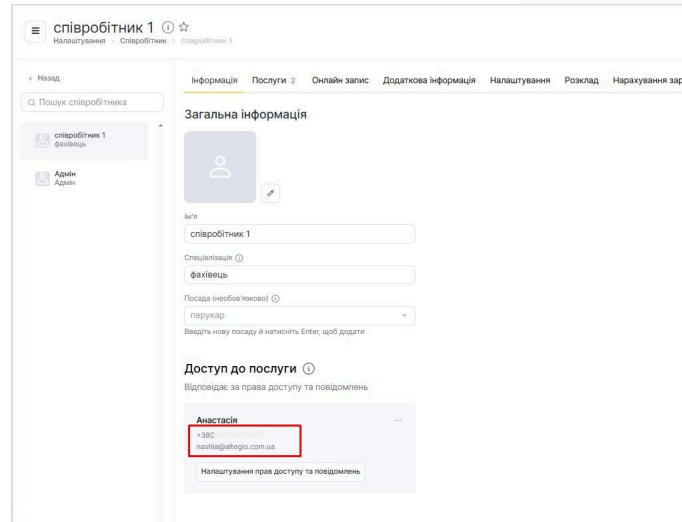 співробітник 1
Налаштування > Співробітник > співробітник 1
‹ Назад
Пошук співробітника
співробітник 1
фахівець
Адмін
Адмін
Інформація Послуги 2 Онлайн запис Додаткова інформація Налаштування Розклад Нарахування зар
Загальна інформація
Ім'я
співробітник 1
Спеціалізація
фахівець
Посада (необов'язково)
перукар
Введіть нову посаду й натисніть Enter, щоб додати
Доступ до послуги
Відповідає за права доступу та повідомлень
Анастасія
...
+380
nastiia@altegio.com.ua
Налаштування прав доступу та повідомлень